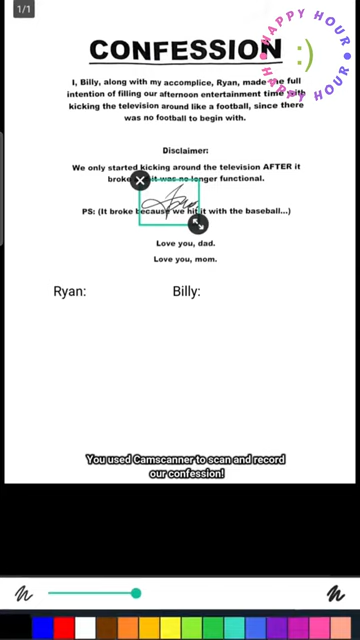 1/1
HAPPY HOUR
HAPPY HOUR
:)
CONFESSION
I, Billy, along with my accomplice, Ryan, made the full
intention of filling our afternoon entertainment time with
kicking the television around like a football, since there
was no football to begin with.
Disclaimer:
We only started kicking around the television AFTER it
broke it was no longer functional.
PS: (It broke because we hit it with the baseball...)
Love you, dad.
Love you, mom.
Ryan:
Billy:
You used Camscanner to scan and record
our confession!